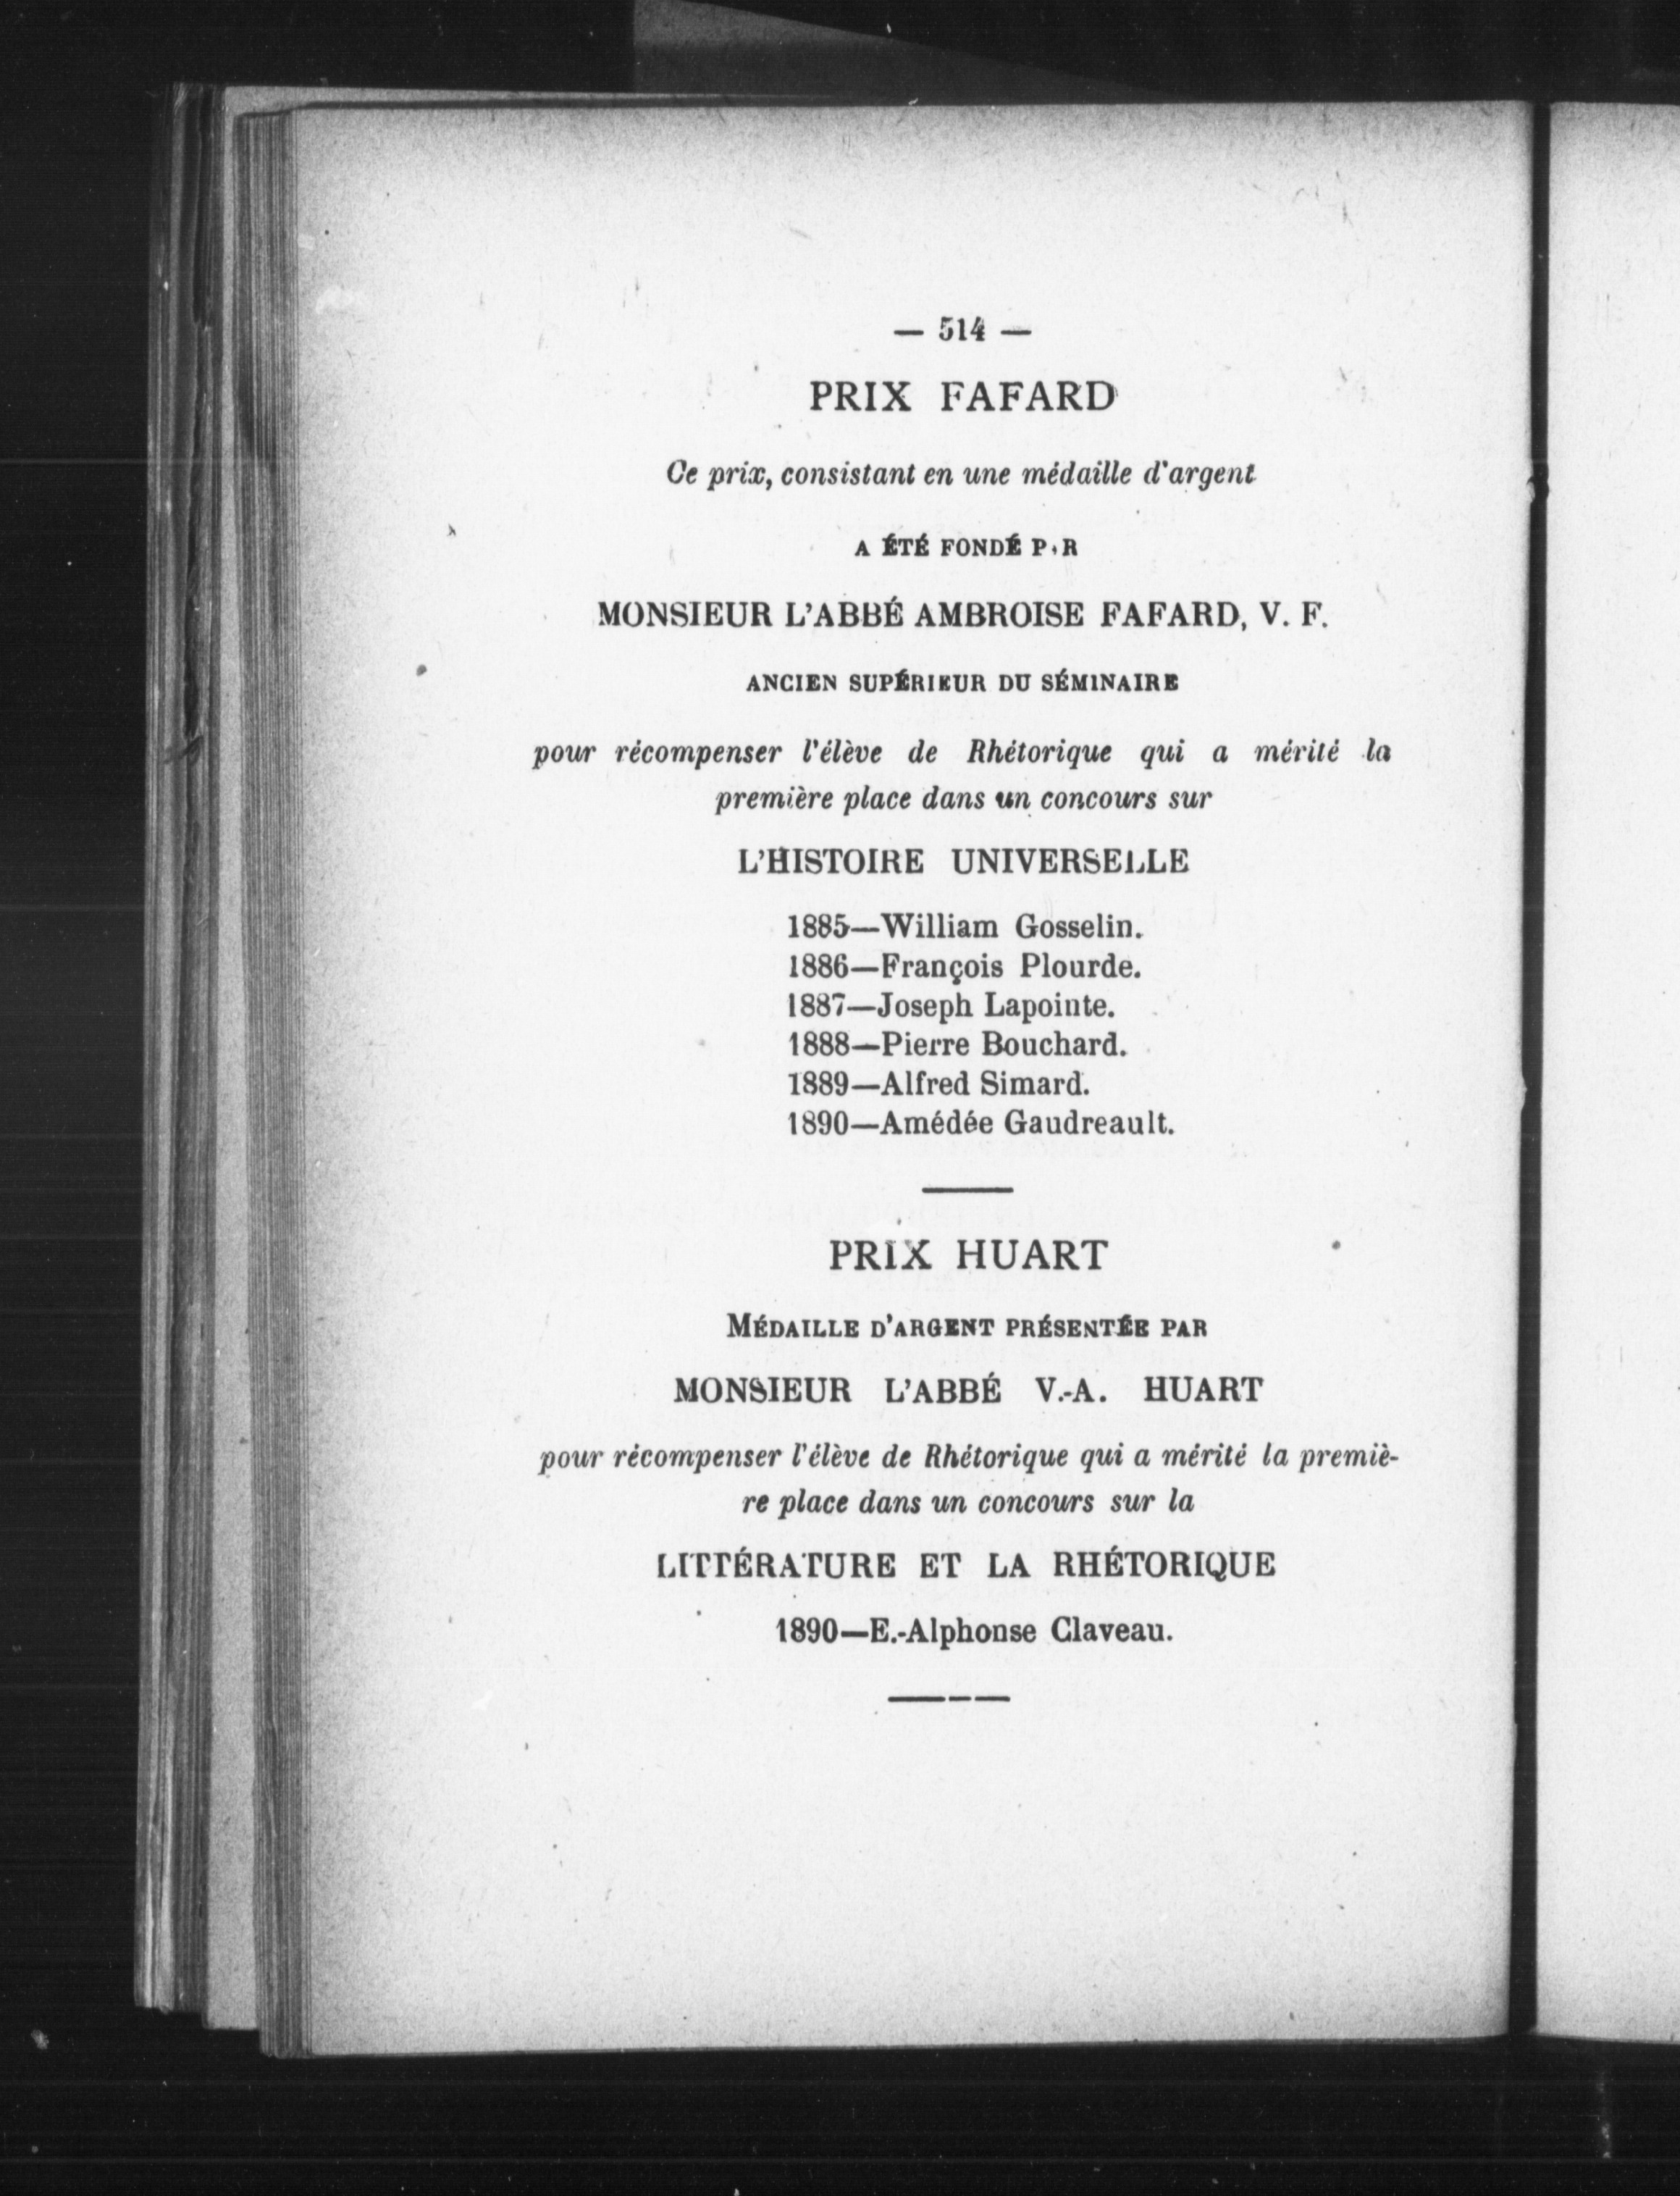 — 514 —
PRIX FAFARD
Ce prix, consistant en une médaille d'argent
A ÉTÉ FONDÉ PAR
MONSIEUR L'ABBÉ AMBROISE FAFARD, V. F.
ANCIEN SUPÉRIEUR DU SÉMINAIRE
pour récompenser l'élève de Rhétorique qui a mérité la
première place dans un concours sur
L'HISTOIRE UNIVERSELLE
1885—William Gosselin.
1886—François Plourde.
1887—Joseph Lapointe.
1888—Pierre Bouchard.
1889—Alfred Simard.
1890—Amédée Gaudreault.
PRIX HUART
MÉDAILLE D'ARGENT PRÉSENTÉE PAR
MONSIEUR L'ABBÉ V.-A. HUART
pour récompenser l'élève de Rhétorique qui a mérité la premiè-
re place dans un concours sur la
LITTÉRATURE ET LA RHÉTORIQUE
1890—E.-Alphonse Claveau.